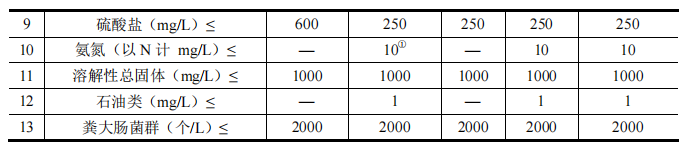 9 硫酸盐（mg/L）≤ 600 250 250 250 250
10 氨氮（以 N 计 mg/L）≤ — 10① — 10 10
11 溶解性总固体（mg/L）≤ 1000 1000 1000 1000 1000
12 石油类（mg/L）≤ — 1 — 1 1
13 粪大肠菌群（个/L）≤ 2000 2000 2000 2000 2000